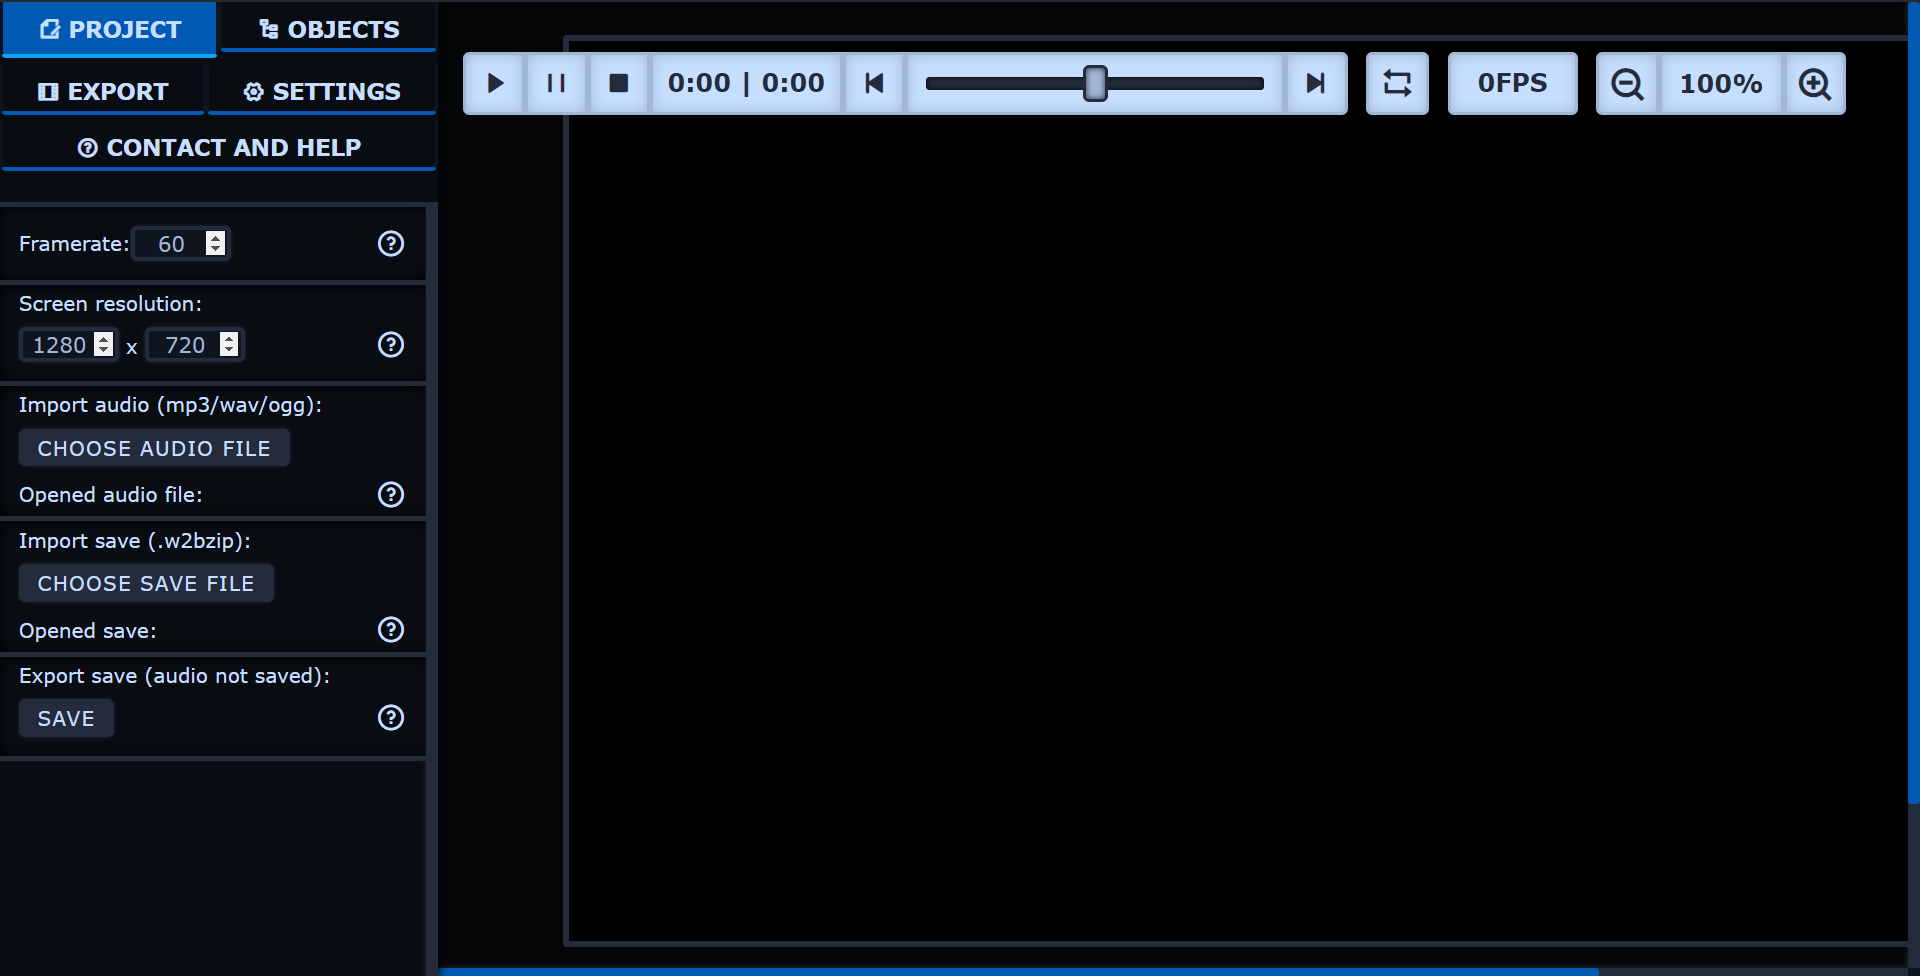 PROJECT
OBJECTS
EXPORT
SETTINGS
CONTACT AND HELP
0:00 | 0:00
0FPS
100%
Framerate: 60
Screen resolution:
1280 x 720
Import audio (mp3/wav/ogg):
CHOOSE AUDIO FILE
Opened audio file:
Import save (.w2bzip):
CHOOSE SAVE FILE
Opened save:
Export save (audio not saved):
SAVE